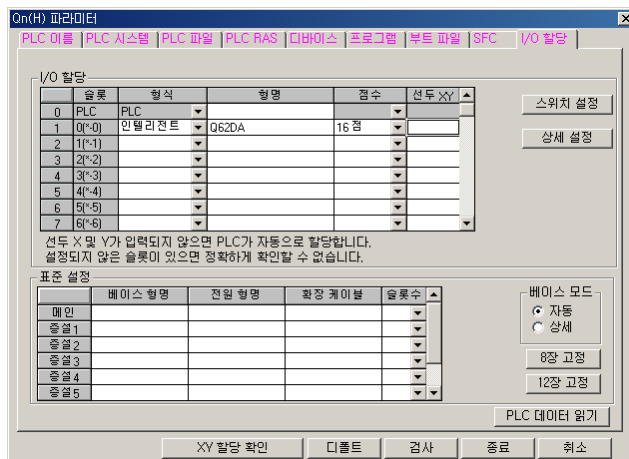 Qn(H) 파라미터
PLC 이름 PLC 시스템 PLC 파일 PLC RAS 디바이스 프로그램 부트 파일 SFC I/O 할당
I/O 할당
슬롯 형식 형명 점수 선두 XY
0 PLC PLC
1 0(*-0) 인텔리전트 Q62DA 16점
2 1(*-1)
3 2(*-2)
4 3(*-3)
5 4(*-4)
6 5(*-5)
7 6(*-6)
스위치 설정
상세 설정
선두 X 및 Y가 입력되지 않으면 PLC가 자동으로 할당합니다.
설정되지 않은 슬롯이 있으면 정확하게 확인할 수 없습니다.
표준 설정
베이스 형명 전원 형명 확장 케이블 슬롯수
메인
증설1
증설2
증설3
증설4
증설5
베이스 모드
자동
상세
8장 고정
12장 고정
PLC 데이터 읽기
XY 할당 확인 디폴트 검사 종료 취소